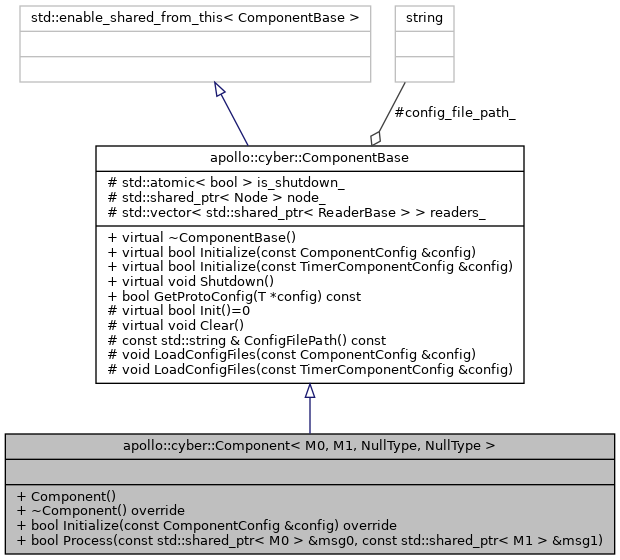 std::enable_shared_from_this< ComponentBase >
string
#config_file_path_
apollo::cyber::ComponentBase
# std::atomic< bool > is_shutdown_
# std::shared_ptr< Node > node_
# std::vector< std::shared_ptr< ReaderBase > > readers_
+ virtual ~ComponentBase()
+ virtual bool Initialize(const ComponentConfig &config)
+ virtual bool Initialize(const TimerComponentConfig &config)
+ virtual void Shutdown()
+ bool GetProtoConfig(T *config) const
# virtual bool Init()=0
# virtual void Clear()
# const std::string & ConfigFilePath() const
# void LoadConfigFiles(const ComponentConfig &config)
# void LoadConfigFiles(const TimerComponentConfig &config)
apollo::cyber::Component< M0, M1, NullType, NullType >
+ Component()
+ ~Component() override
+ bool Initialize(const ComponentConfig &config) override
+ bool Process(const std::shared_ptr< M0 > &msg0, const std::shared_ptr< M1 > &msg1)